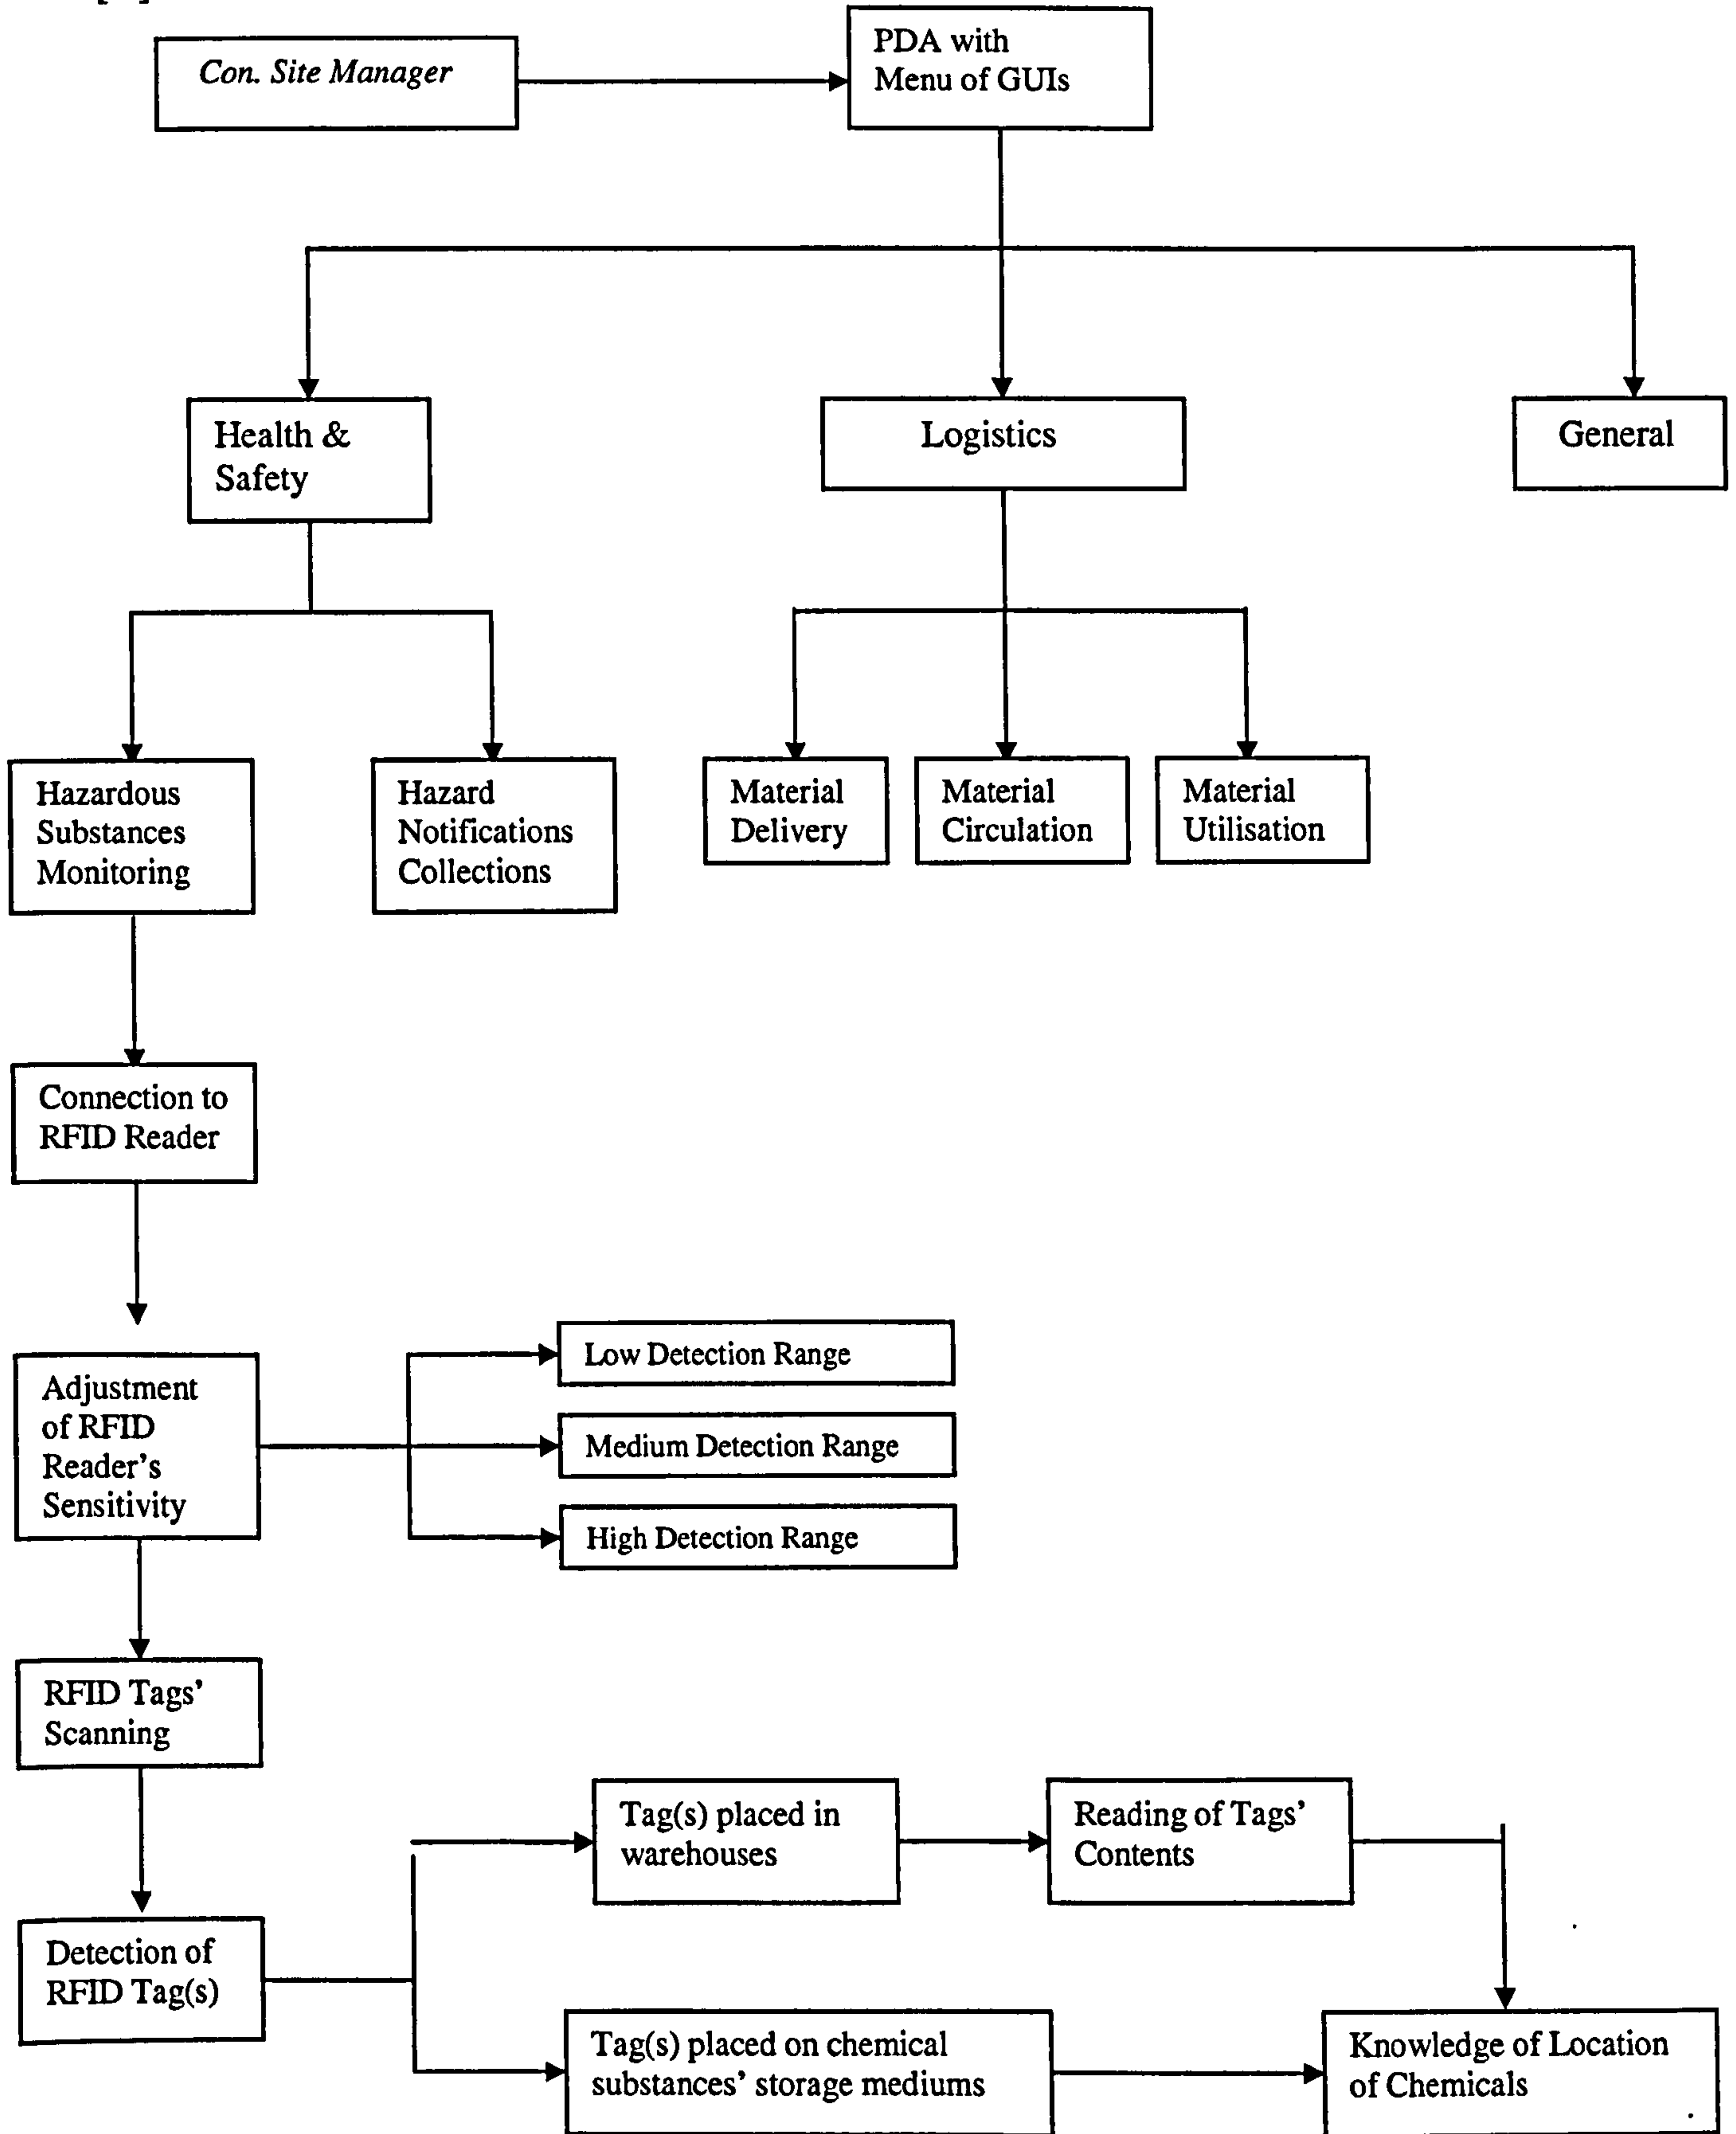 Con. Site Manager
PDA with
Menu of GUIs
Health &
Safety
Logistics
General
Hazardous
Substances
Monitoring
Hazard
Notifications
Collections
Material
Delivery
Material
Circulation
Material
Utilisation
Connection to
RFID Reader
Adjustment
of RFID
Reader's
Sensitivity
Low Detection Range
Medium Detection Range
High Detection Range
RFID Tags'
Scanning
Detection of
RFID Tag(s)
Tag(s) placed in
warehouses
Reading of Tags'
Contents
Tag(s) placed on chemical
substances' storage mediums
Knowledge of Location
of Chemicals